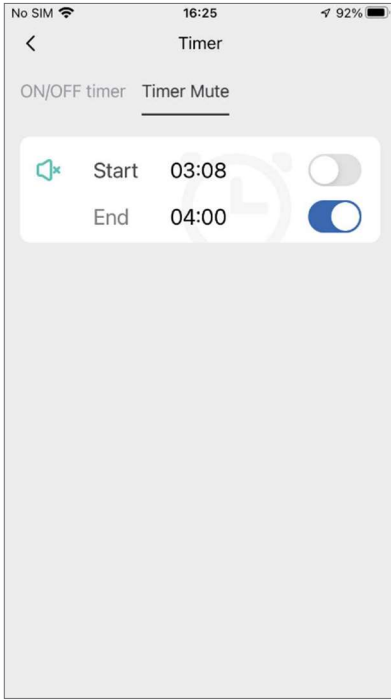 No SIM 16:25 92%
Timer
ON/OFF timer Timer Mute
Start 03:08
End 04:00